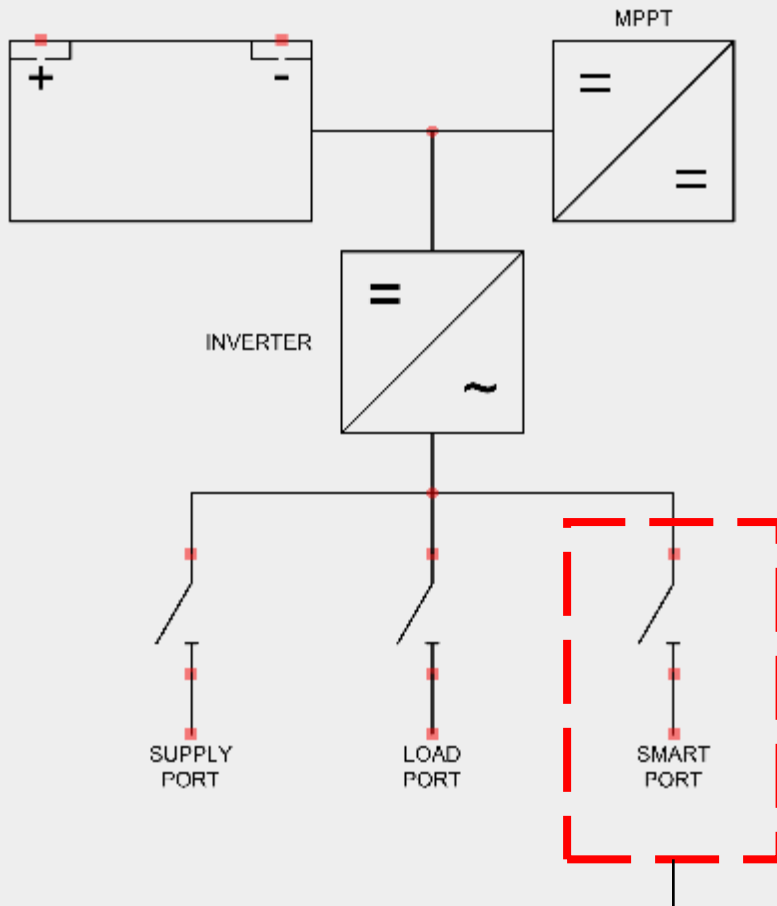 MPPT
+ -
=
=
=
INVERTER
~
SUPPLY PORT
LOAD PORT
SMART PORT